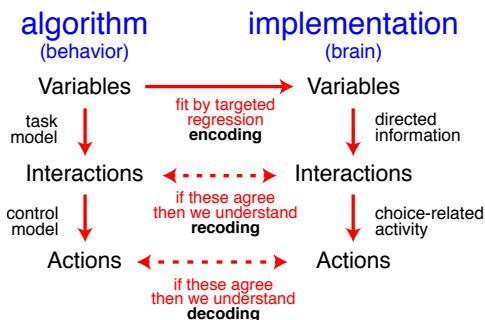 algorithm implementation
(behavior) (brain)
Variables Variables
fit by targeted
regression
encoding
task
model
directed
information
Interactions Interactions
if these agree
then we understand
recoding
control
model
choice-related
activity
Actions Actions
if these agree
then we understand
decoding